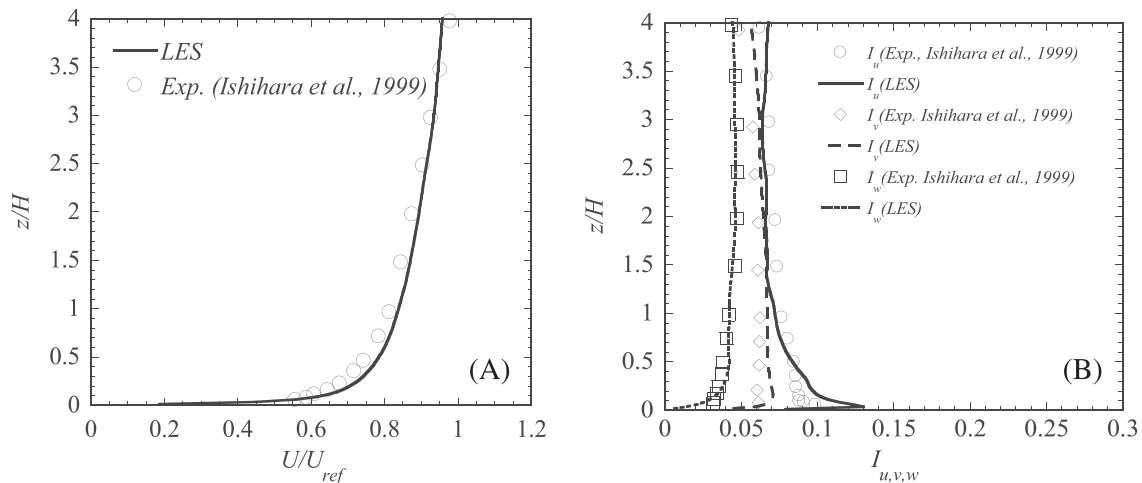 4
3.5
3
2.5
2
1.5
1
0.5
0
z/H
LES
Exp. (Ishihara et al., 1999)
(A)
0 0.2 0.4 0.6 0.8 1 1.2
U/U_ref
4
3.5
3
2.5
2
1.5
1
0.5
0
z/H
I_u(Exp., Ishihara et al., 1999)
I_u(LES)
I_v(Exp. Ishihara et al., 1999)
I_v(LES)
I_w(Exp. Ishihara et al., 1999)
I_w(LES)
(B)
0 0.05 0.1 0.15 0.2 0.25 0.3
I_u,v,w